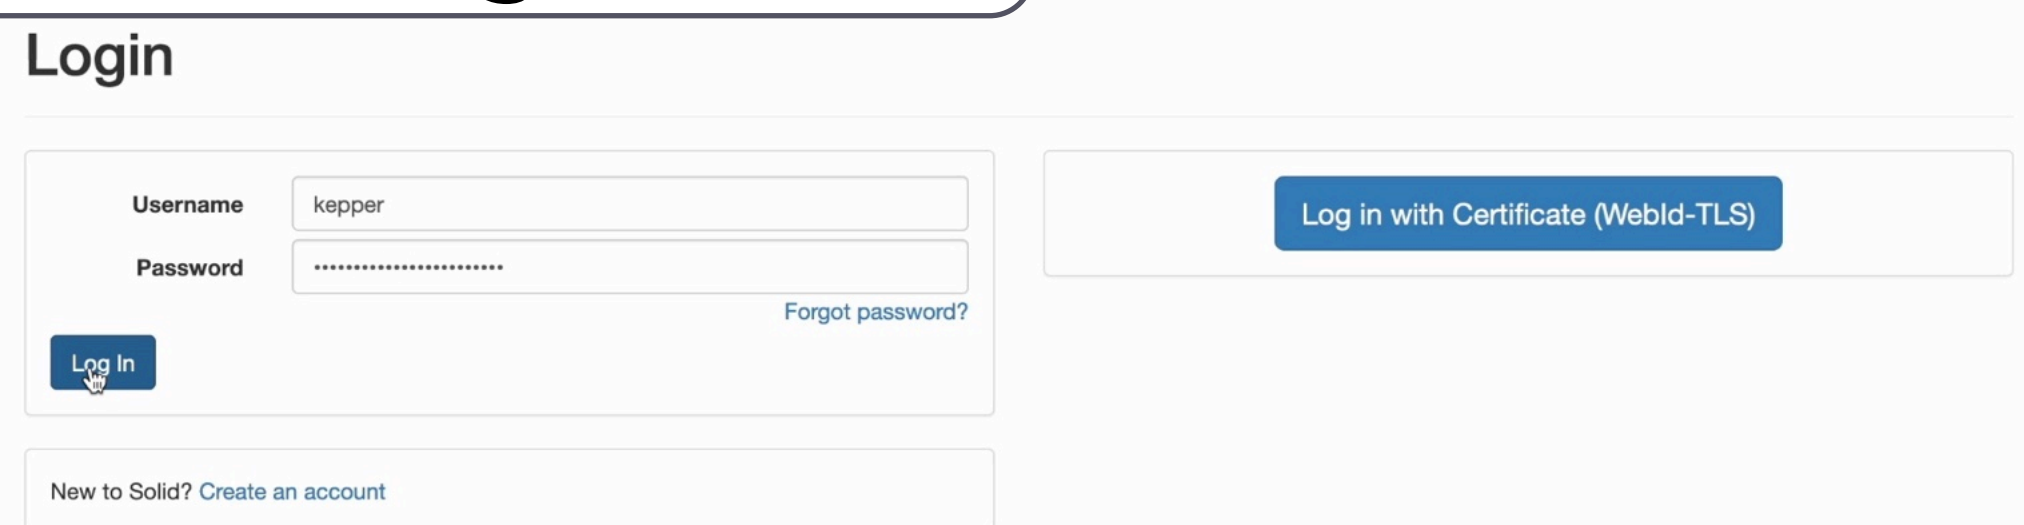 Login
Username
kepper
Password
••••••••••••••••••••••••
Forgot password?
Log In
Log in with Certificate (WebId-TLS)
New to Solid? Create an account